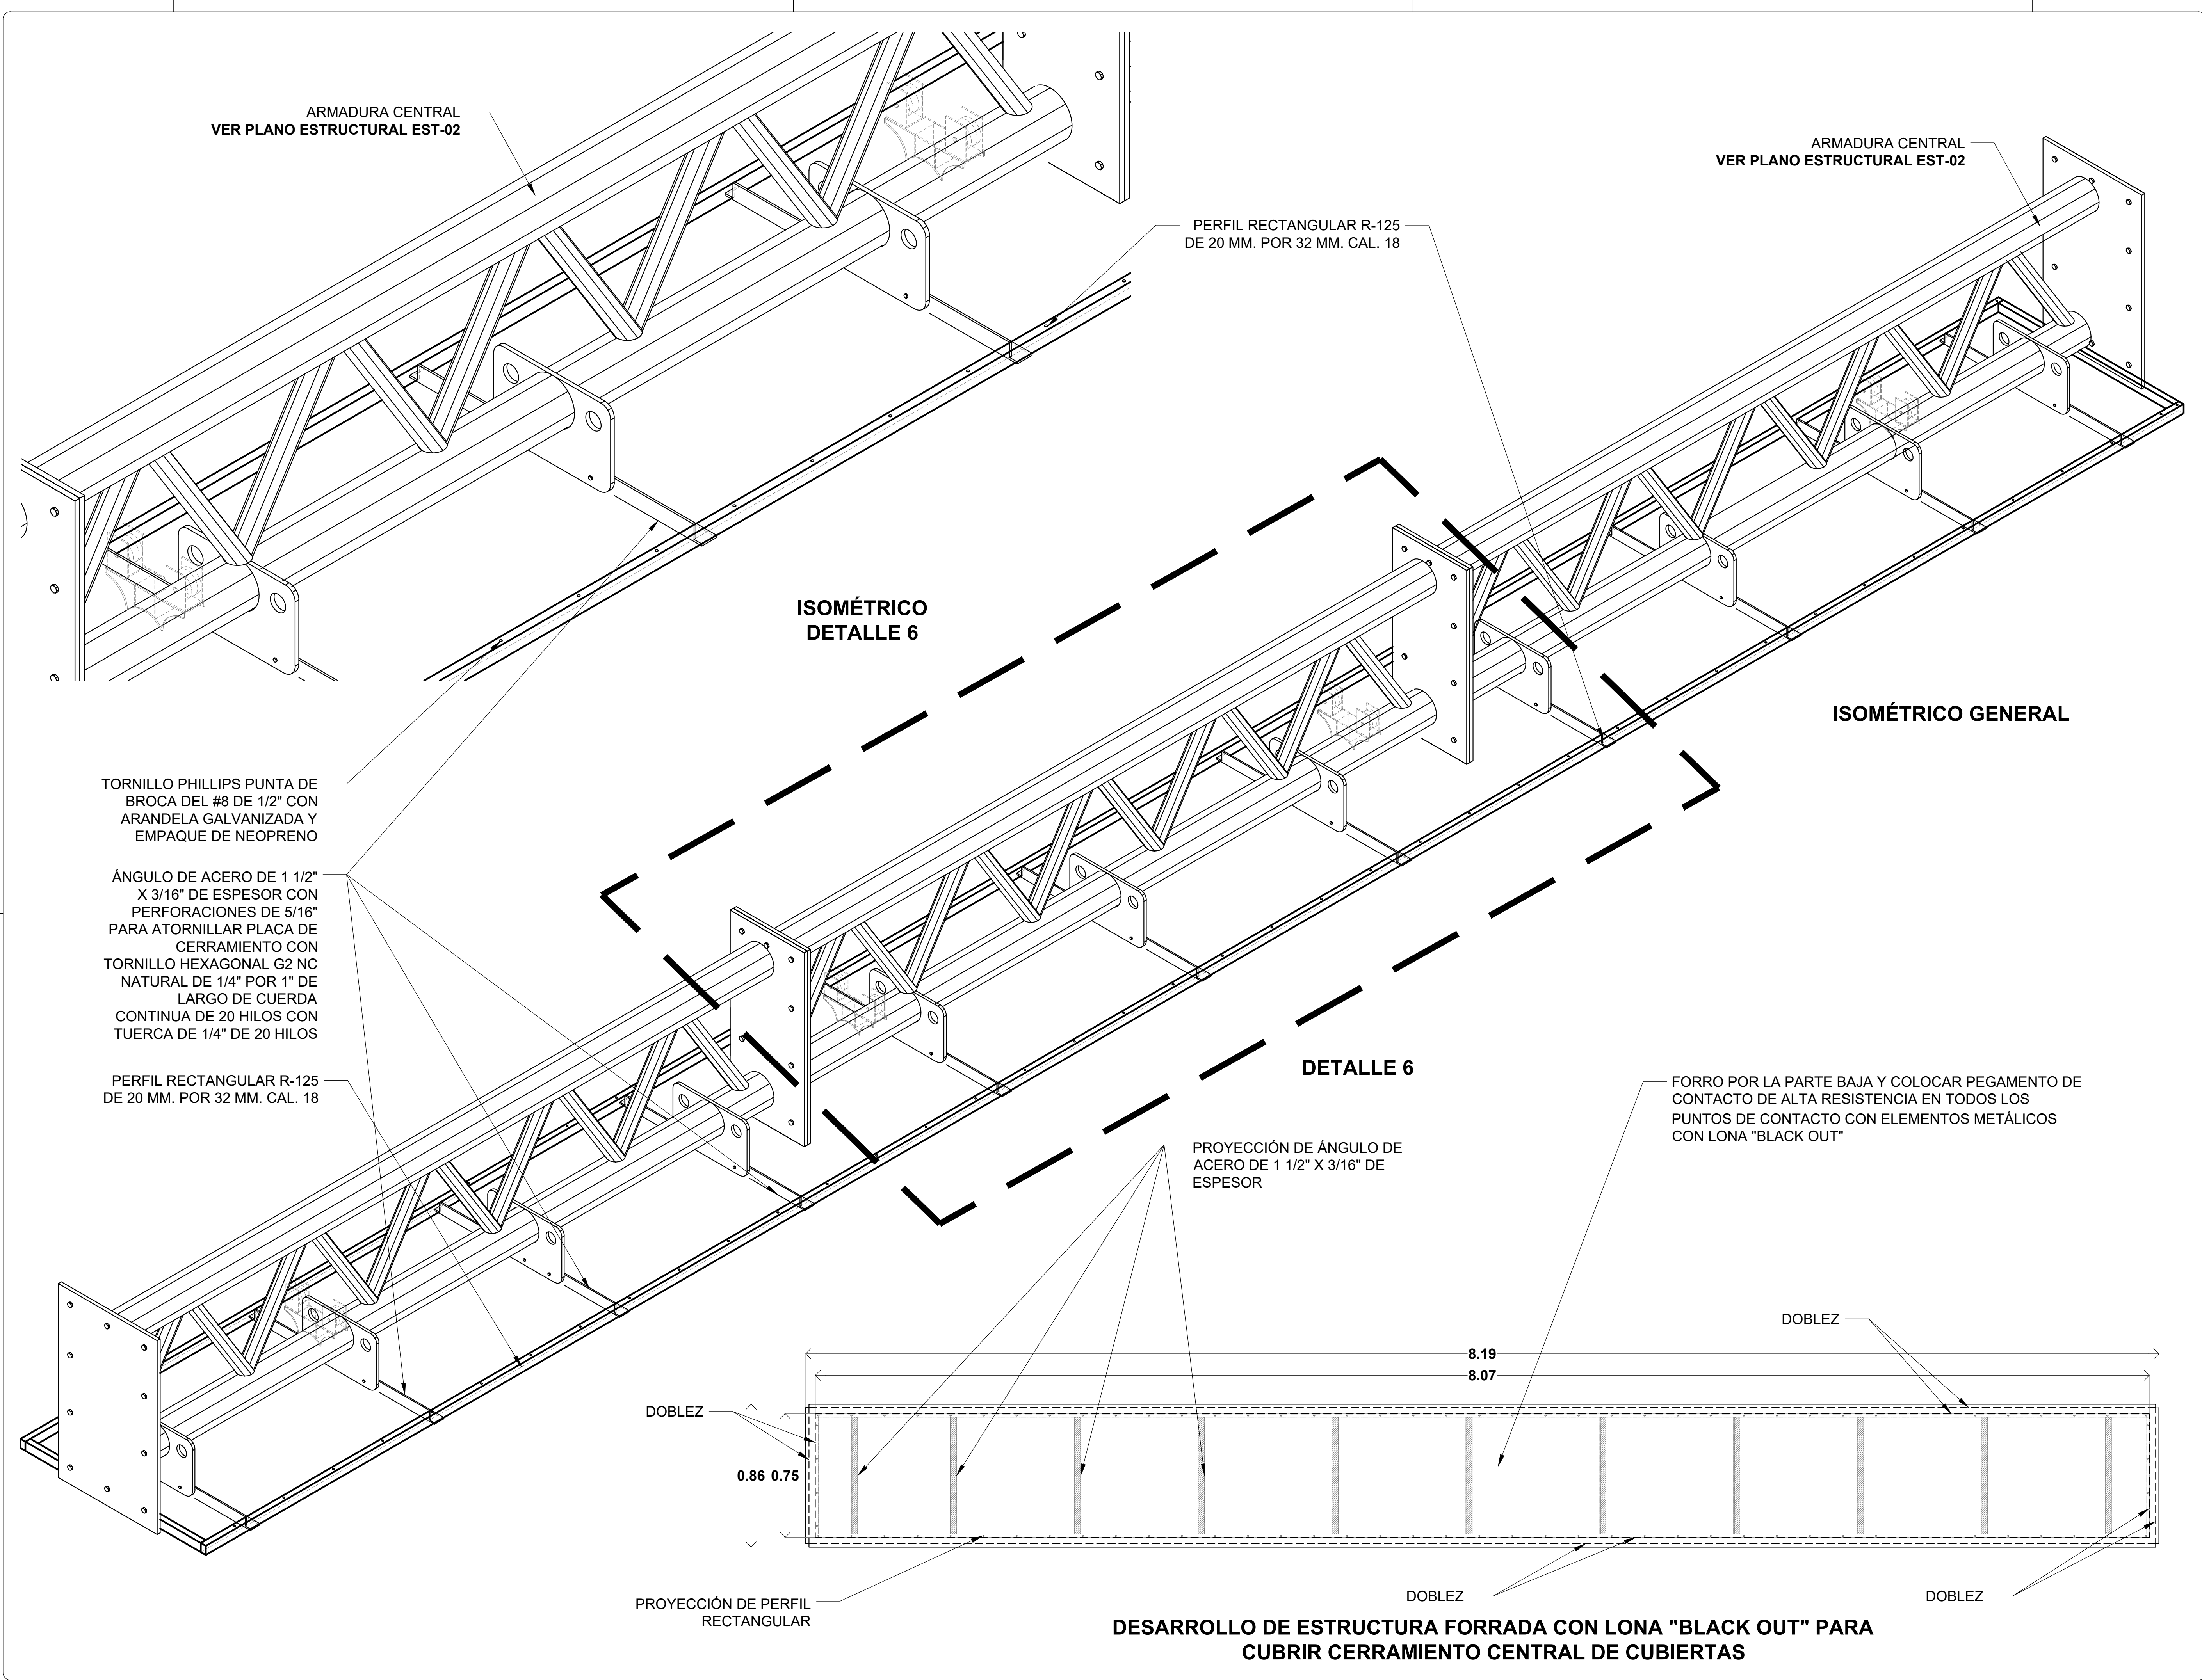 ARMADURA CENTRAL
VER PLANO ESTRUCTURAL EST-02
ARMADURA CENTRAL
VER PLANO ESTRUCTURAL EST-02
PERFIL RECTANGULAR R-125
DE 20 MM. POR 32 MM. CAL. 18
ISOMÉTRICO
DETALLE 6
ISOMÉTRICO GENERAL
TORNILLO PHILLIPS PUNTA DE
BROCA DEL #8 DE 1/2" CON
ARANDELA GALVANIZADA Y
EMPAQUE DE NEOPRENO
ÁNGULO DE ACERO DE 1 1/2"
X 3/16" DE ESPESOR CON
PERFORACIONES DE 5/16"
PARA ATORNILLAR PLACA DE
CERRAMIENTO CON
TORNILLO HEXAGONAL G2 NC
NATURAL DE 1/4" POR 1" DE
LARGO DE CUERDA
CONTINUA DE 20 HILOS CON
TUERCA DE 1/4" DE 20 HILOS
PERFIL RECTANGULAR R-125
DE 20 MM. POR 32 MM. CAL. 18
DETALLE 6
FORRO POR LA PARTE BAJA Y COLOCAR PEGAMENTO DE
CONTACTO DE ALTA RESISTENCIA EN TODOS LOS
PUNTOS DE CONTACTO CON ELEMENTOS METÁLICOS
CON LONA "BLACK OUT"
PROYECCIÓN DE ÁNGULO DE
ACERO DE 1 1/2" X 3/16" DE
ESPESOR
DOBLEZ
8.19
8.07
DOBLEZ
0.86 0.75
DOBLEZ
DOBLEZ
PROYECCIÓN DE PERFIL
RECTANGULAR
DESARROLLO DE ESTRUCTURA FORRADA CON LONA "BLACK OUT" PARA
CUBRIR CERRAMIENTO CENTRAL DE CUBIERTAS